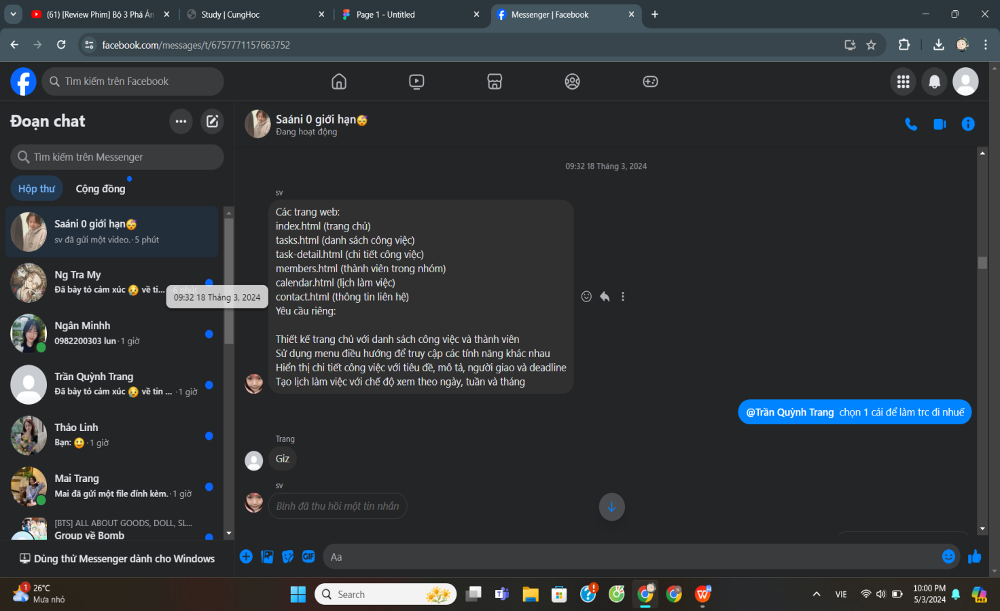 (61) [Review Phim] Bộ 3 Phá Án
Study | CungHoc
Page 1 - Untitled
Messenger | Facebook
facebook.com/messages/t/6757771157663752
Tìm kiếm trên Facebook
Đoạn chat
Tìm kiếm trên Messenger
Hộp thư
Cộng đồng
Saáni 0 giới hạn😴
sv đã gửi một video. · 5 phút
Ng Tra My
Đã bày tỏ cảm xúc 😥 về ti... · 6 phút
09:32 18 Tháng 3, 2024
Ngân Minhh
0982200303 lun · 1 giờ
Trần Quỳnh Trang
Đã bày tỏ cảm xúc 😥 về tin ... · 1 giờ
Thảo Linh
Bạn: 😉 · 1 giờ
Mai Trang
Mai đã gửi một file đính kèm. · 1 giờ
[BTS] ALL ABOUT GOODS, DOLL, SL...
Group về Bomb
Dùng thử Messenger dành cho Windows
Saáni 0 giới hạn😴
Đang hoạt động
09:32 18 Tháng 3, 2024
sv
Các trang web:
index.html (trang chủ)
tasks.html (danh sách công việc)
task-detail.html (chi tiết công việc)
members.html (thành viên trong nhóm)
calendar.html (lịch làm việc)
contact.html (thông tin liên hệ)
Yêu cầu riêng:
Thiết kế trang chủ với danh sách công việc và thành viên
Sử dụng menu điều hướng để truy cập các tính năng khác nhau
Hiển thị chi tiết công việc với tiêu đề, mô tả, người giao và deadline
Tạo lịch làm việc với chế độ xem theo ngày, tuần và tháng
@Trần Quỳnh Trang chọn 1 cái để làm trc đi nhuế
Trang
Giz
sv
Bình đã thu hồi một tin nhắn
GIF
Aa
1
26°C
Mưa nhỏ
Search
VIE
10:00 PM
5/3/2024
PRE